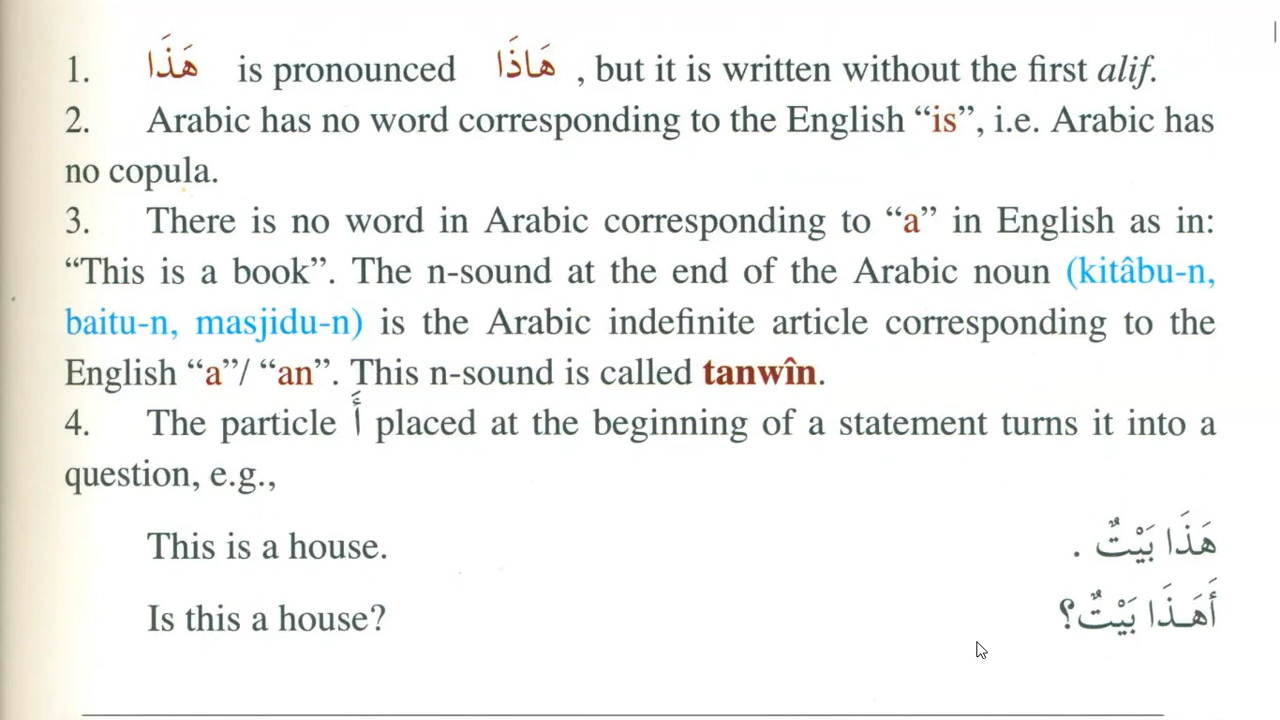 1. هَذَا is pronounced هَاذَا , but it is written without the first alif.
2. Arabic has no word corresponding to the English “is”, i.e. Arabic has
no copula.
3. There is no word in Arabic corresponding to “a” in English as in:
“This is a book”. The n-sound at the end of the Arabic noun (kitâbu-n,
baitu-n, masjidu-n) is the Arabic indefinite article corresponding to the
English “a”/ “an”. This n-sound is called tanwîn.
4. The particle أَ placed at the beginning of a statement turns it into a
question, e.g.,
This is a house. هَذَا بَيْتٌ .
Is this a house? أَهَـذَا بَيْتٌ؟